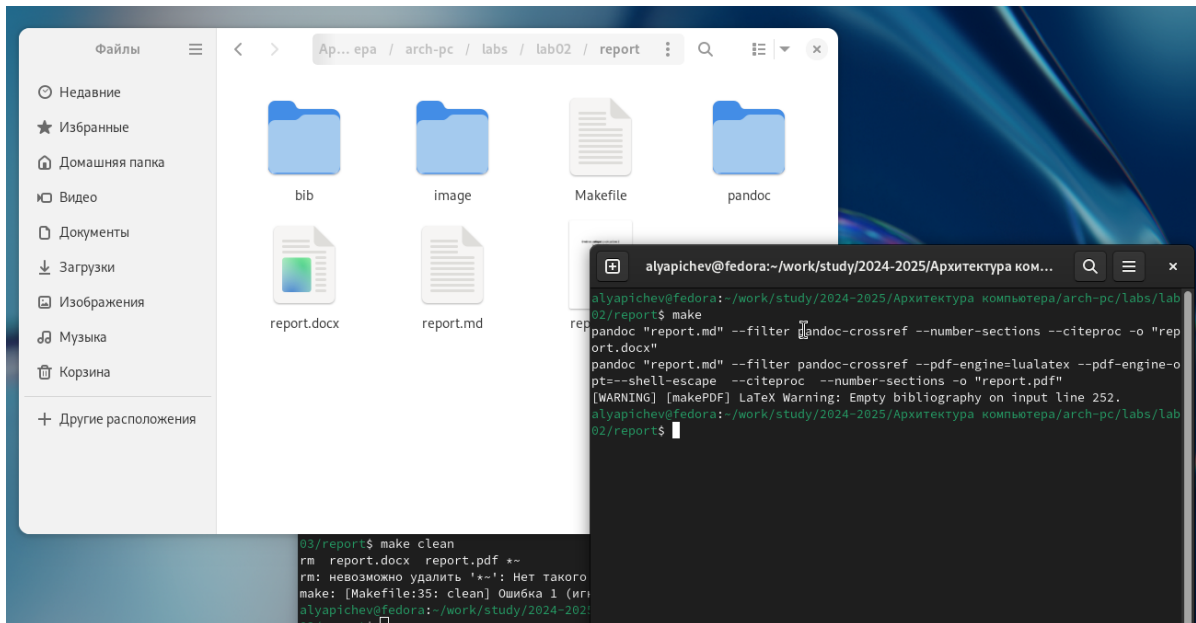 Файлы
Ap… epa / arch-pc / labs / lab02 / report
Недавние
Избранные
Домашняя папка
Видео
Документы
Загрузки
Изображения
Музыка
Корзина
Другие расположения
bib
image
Makefile
pandoc
report.docx
report.md
rep
alyapichev@fedora:~/work/study/2024-2025/Архитектура ком…
alyapichev@fedora:~/work/study/2024-2025/Архитектура компьютера/arch-pc/labs/lab
02/report$ make
pandoc "report.md" --filter pandoc-crossref --number-sections --citeproc -o "rep
ort.docx"
pandoc "report.md" --filter pandoc-crossref --pdf-engine=lualatex --pdf-engine-o
pt=--shell-escape  --citeproc  --number-sections -o "report.pdf"
[WARNING] [makePDF] LaTeX Warning: Empty bibliography on input line 252.
alyapichev@fedora:~/work/study/2024-2025/Архитектура компьютера/arch-pc/labs/lab
02/report$
03/report$ make clean
rm  report.docx  report.pdf *~
rm: невозможно удалить '*~': Нет такого
make: [Makefile:35: clean] Ошибка 1 (иг
alyapichev@fedora:~/work/study/2024-202